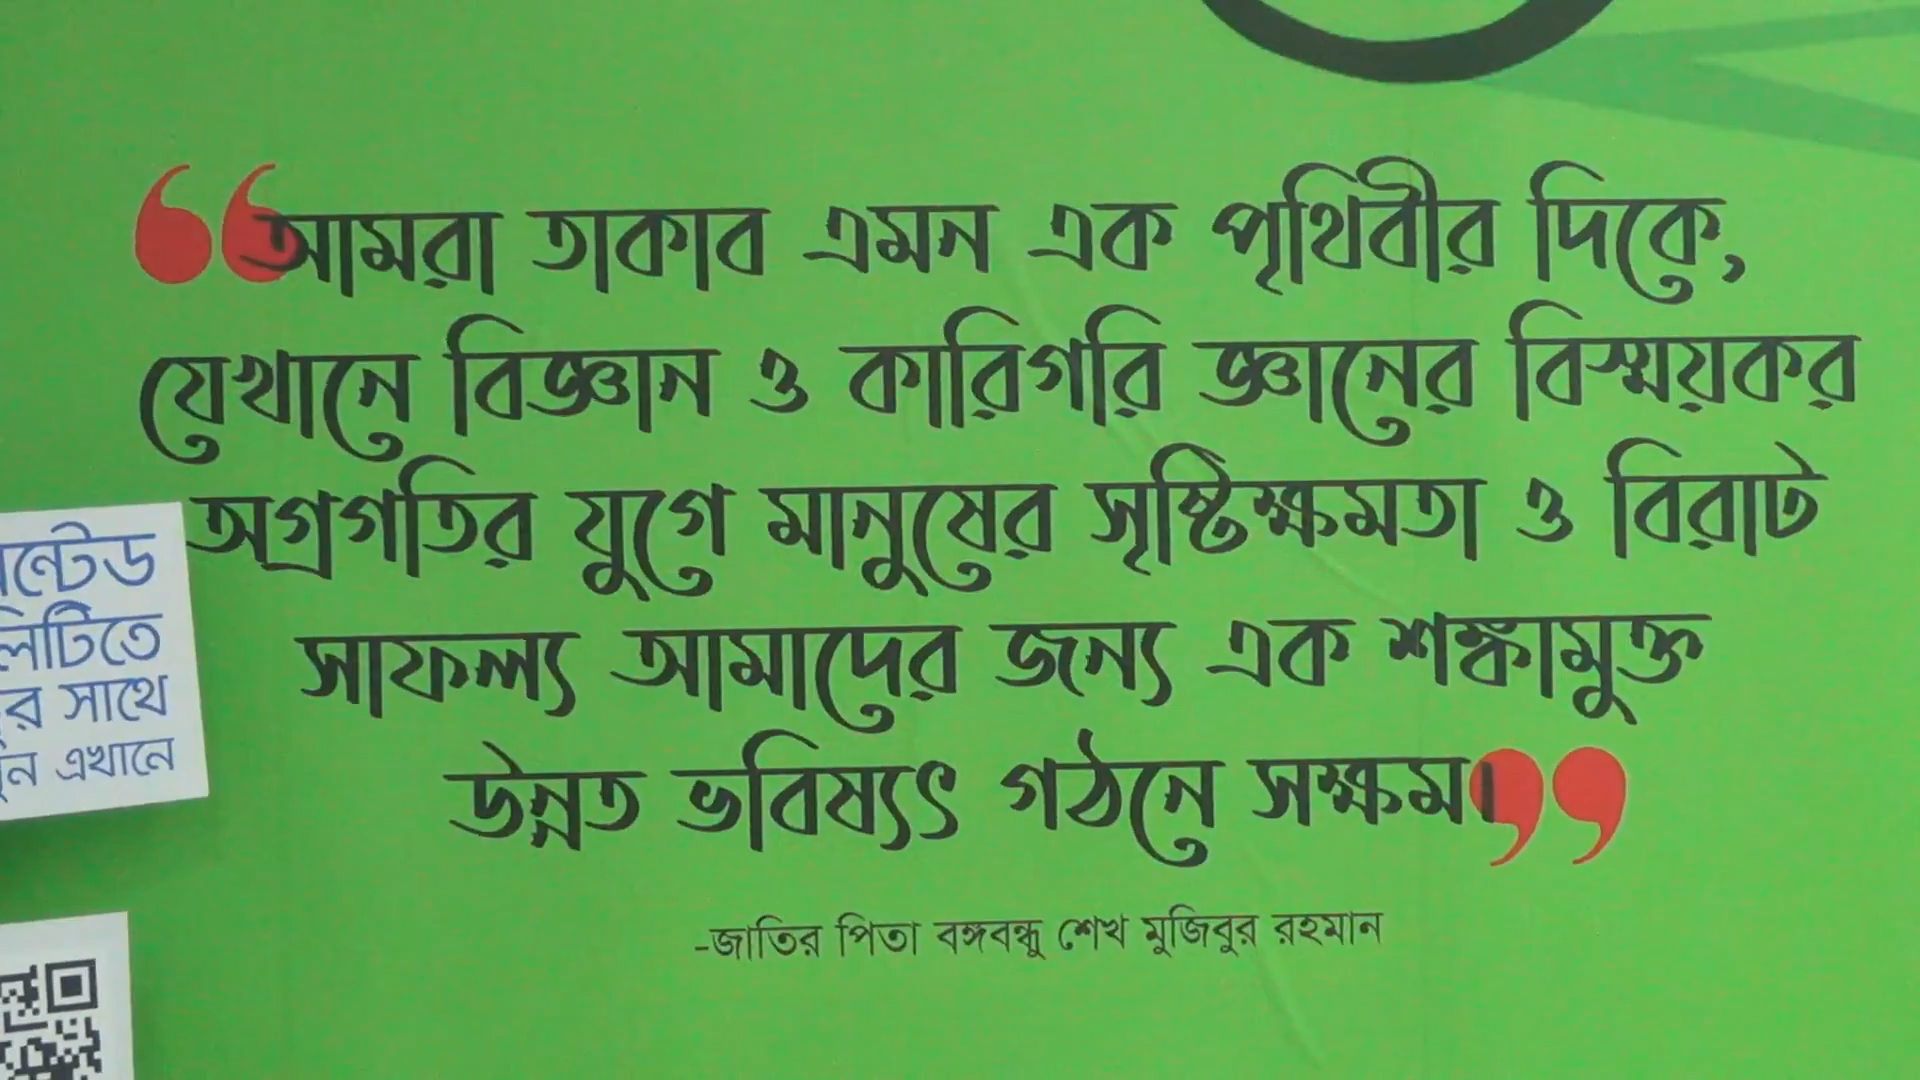 “আমরা তাকাব এমন এক পৃথিবীর দিকে,
যেখানে বিজ্ঞান ও কারিগরি জ্ঞানের বিস্ময়কর
অগ্রগতির যুগে মানুষের সৃষ্টিক্ষমতা ও বিরাট
সাফল্য আমাদের জন্য এক শঙ্কামুক্ত
উন্নত ভবিষ্যৎ গঠনে সক্ষম।”
-জাতির পিতা বঙ্গবন্ধু শেখ মুজিবুর রহমান
সাথে
এখানে